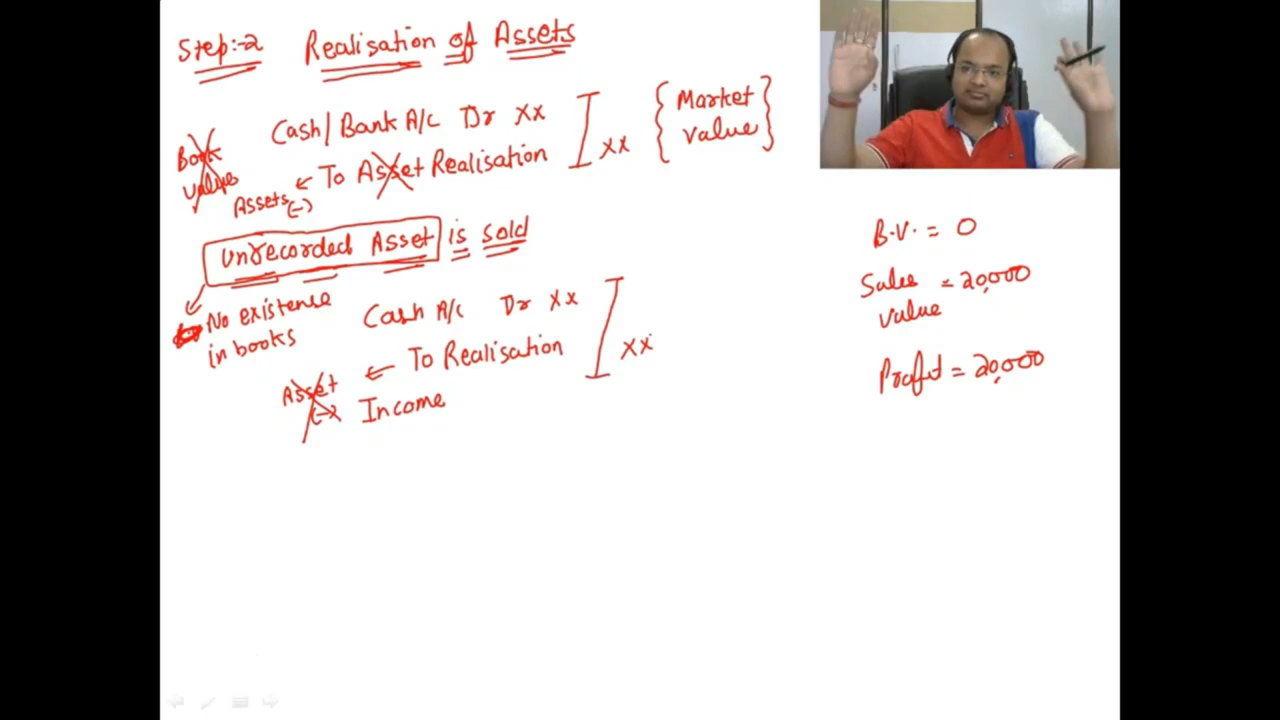 Step:-2 Realisation of Assets
Cash/Bank A/C Dr xx
Book
values
To Asset Realisation
xx
{Market
value}
Assets (-)
Unrecorded Asset is sold
No existense
in books
Cash A/c Dr xx
To Realisation
xx
Asset
(-)
Income
B.V. = 0
Sales
value = 20,000
Profit = 20,000